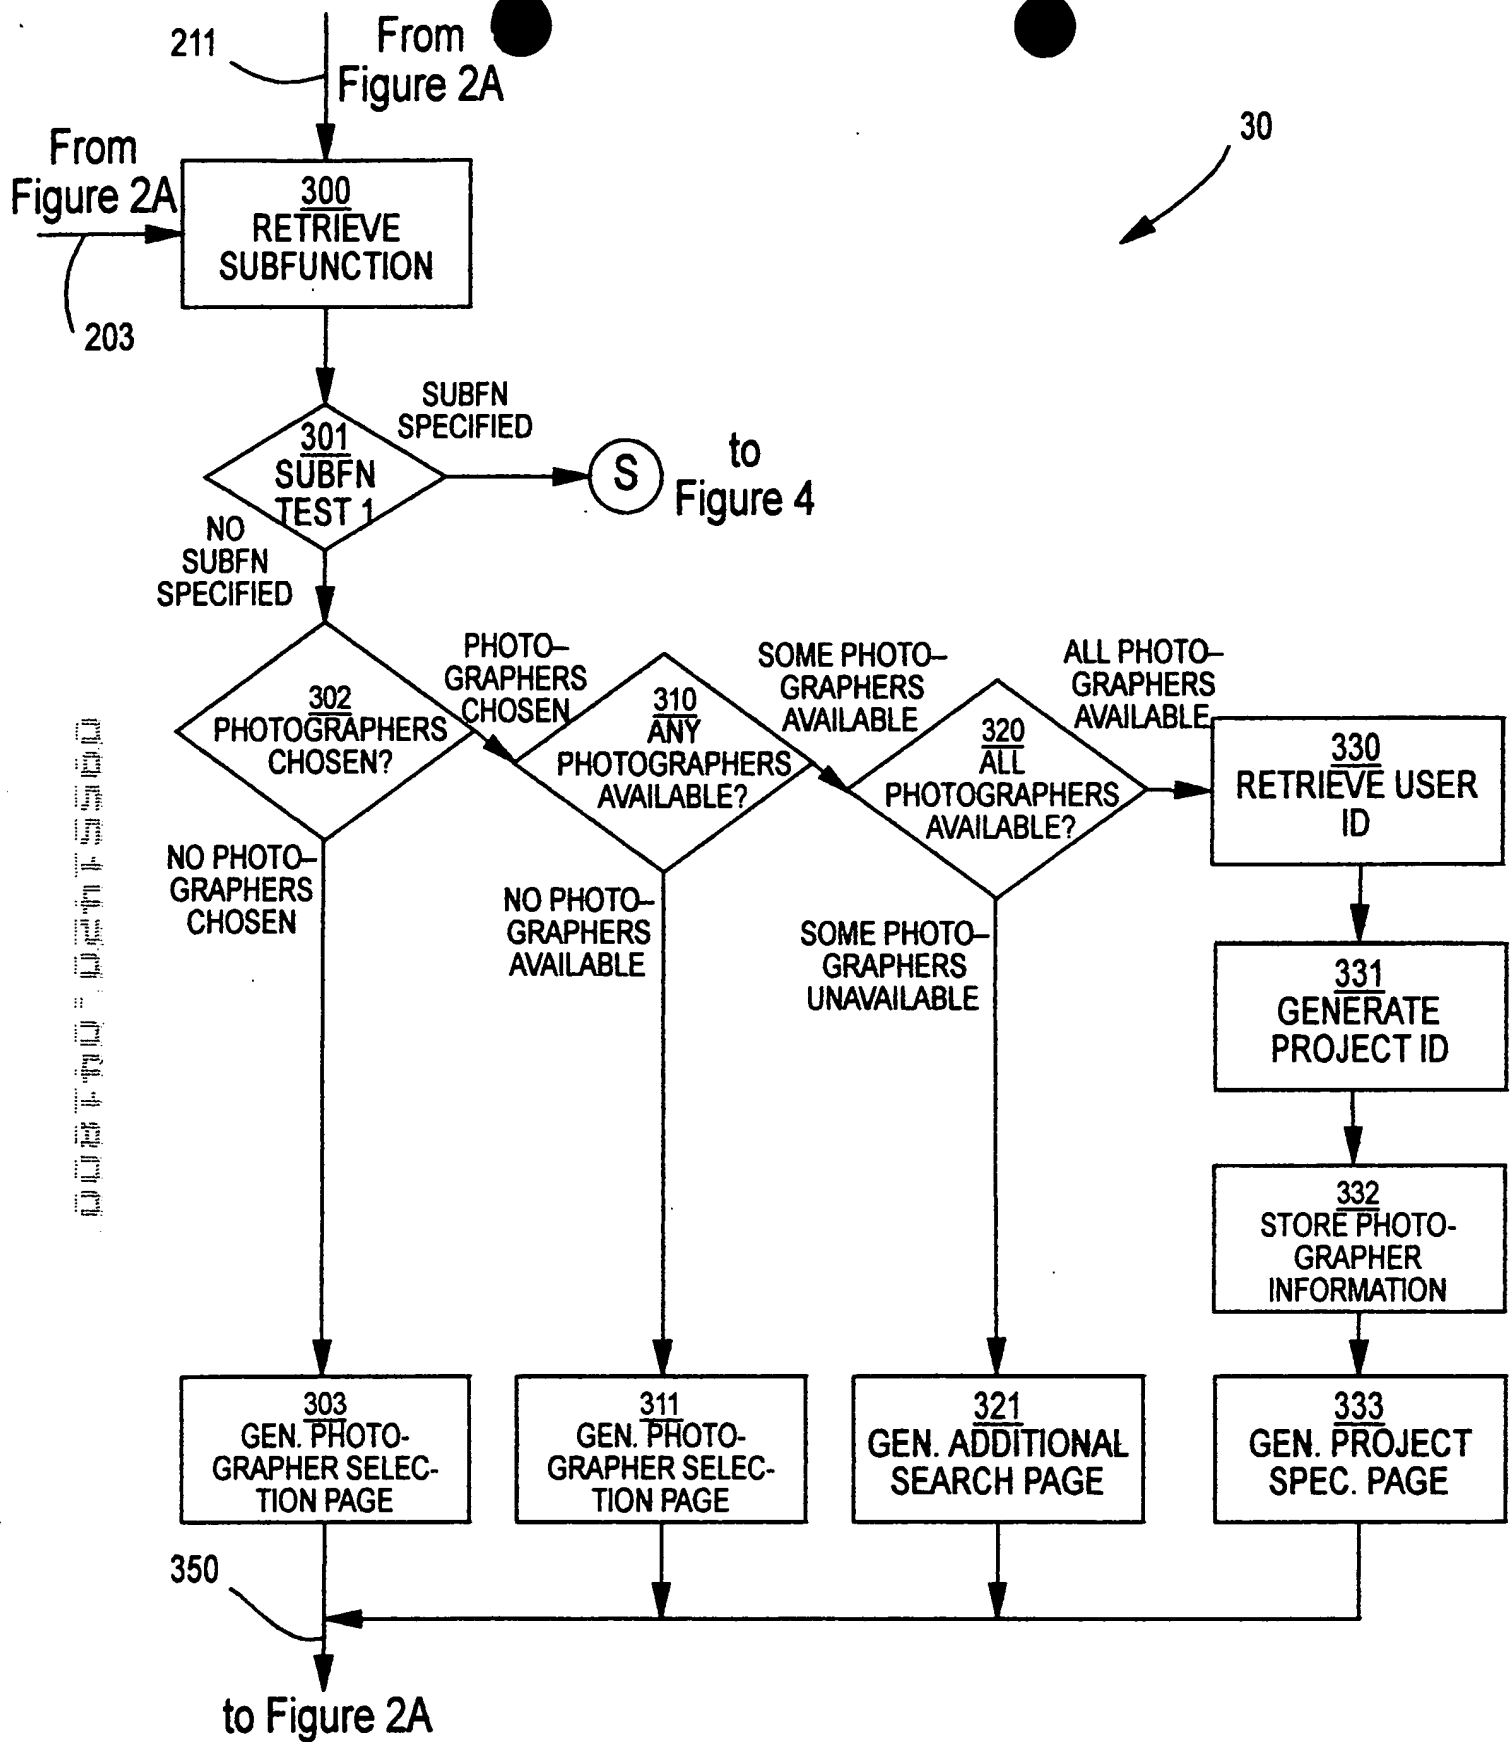 211
From
Figure 2A
30
From
Figure 2A
203
300
RETRIEVE
SUBFUNCTION
SUBFN
SPECIFIED
301
SUBFN
TEST 1
S
to
Figure 4
NO
SUBFN
SPECIFIED
302
PHOTOGRAPHERS
CHOSEN?
PHOTO–
GRAPHERS
CHOSEN
310
ANY
PHOTOGRAPHERS
AVAILABLE?
SOME PHOTO–
GRAPHERS
AVAILABLE
320
ALL
PHOTOGRAPHERS
AVAILABLE?
ALL PHOTO–
GRAPHERS
AVAILABLE
330
RETRIEVE USER
ID
NO PHOTO–
GRAPHERS
CHOSEN
NO PHOTO–
GRAPHERS
AVAILABLE
SOME PHOTO–
GRAPHERS
UNAVAILABLE
331
GENERATE
PROJECT ID
332
STORE PHOTO-
GRAPHER
INFORMATION
303
GEN. PHOTO-
GRAPHER SELEC-
TION PAGE
311
GEN. PHOTO-
GRAPHER SELEC-
TION PAGE
321
GEN. ADDITIONAL
SEARCH PAGE
333
GEN. PROJECT
SPEC. PAGE
350
to Figure 2A